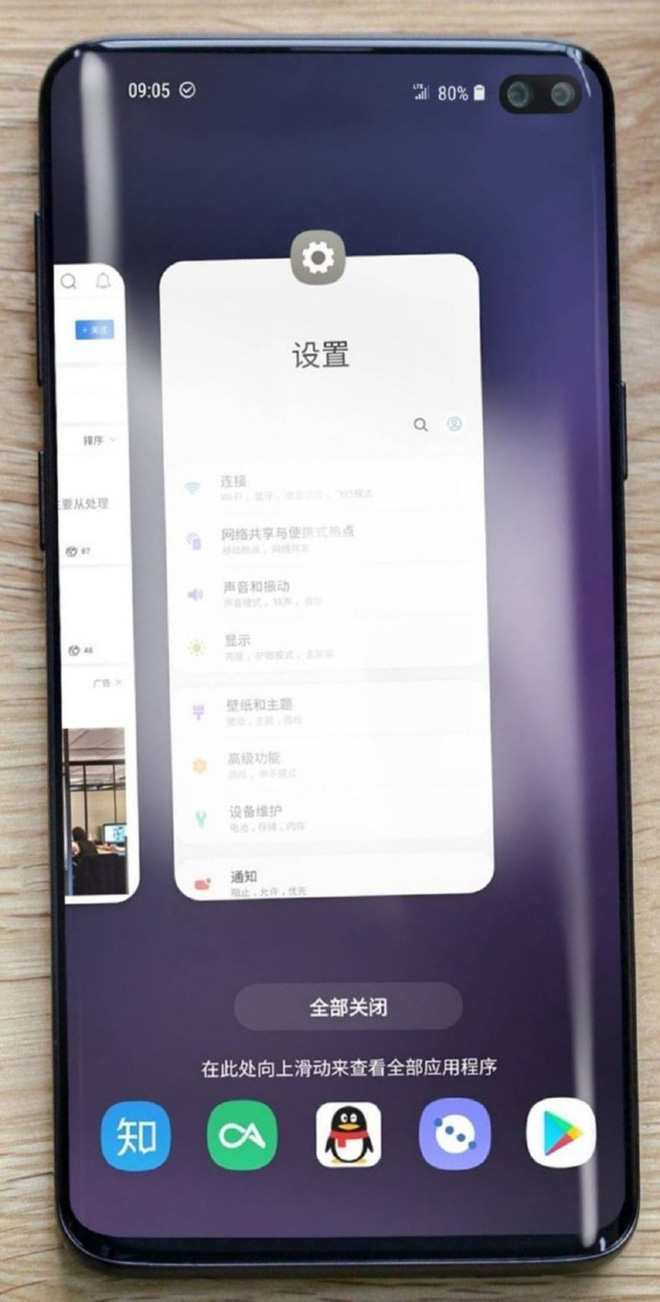 09:05
LTE 80%
+ 关注
排序
主要从处理
87
46
广告
设置
连接
Wi-Fi，蓝牙，
飞行模式
网络共享与便携式热点
移动热点，网络共享
声音和振动
声音模式，铃声，音量
显示
亮度，护眼模式，主屏幕
壁纸和主题
壁纸，主题，图标
高级功能
游戏，单手模式
设备维护
电池，存储，内存
通知
阻止，允许，优先
全部关闭
在此处向上滑动来查看全部应用程序
知